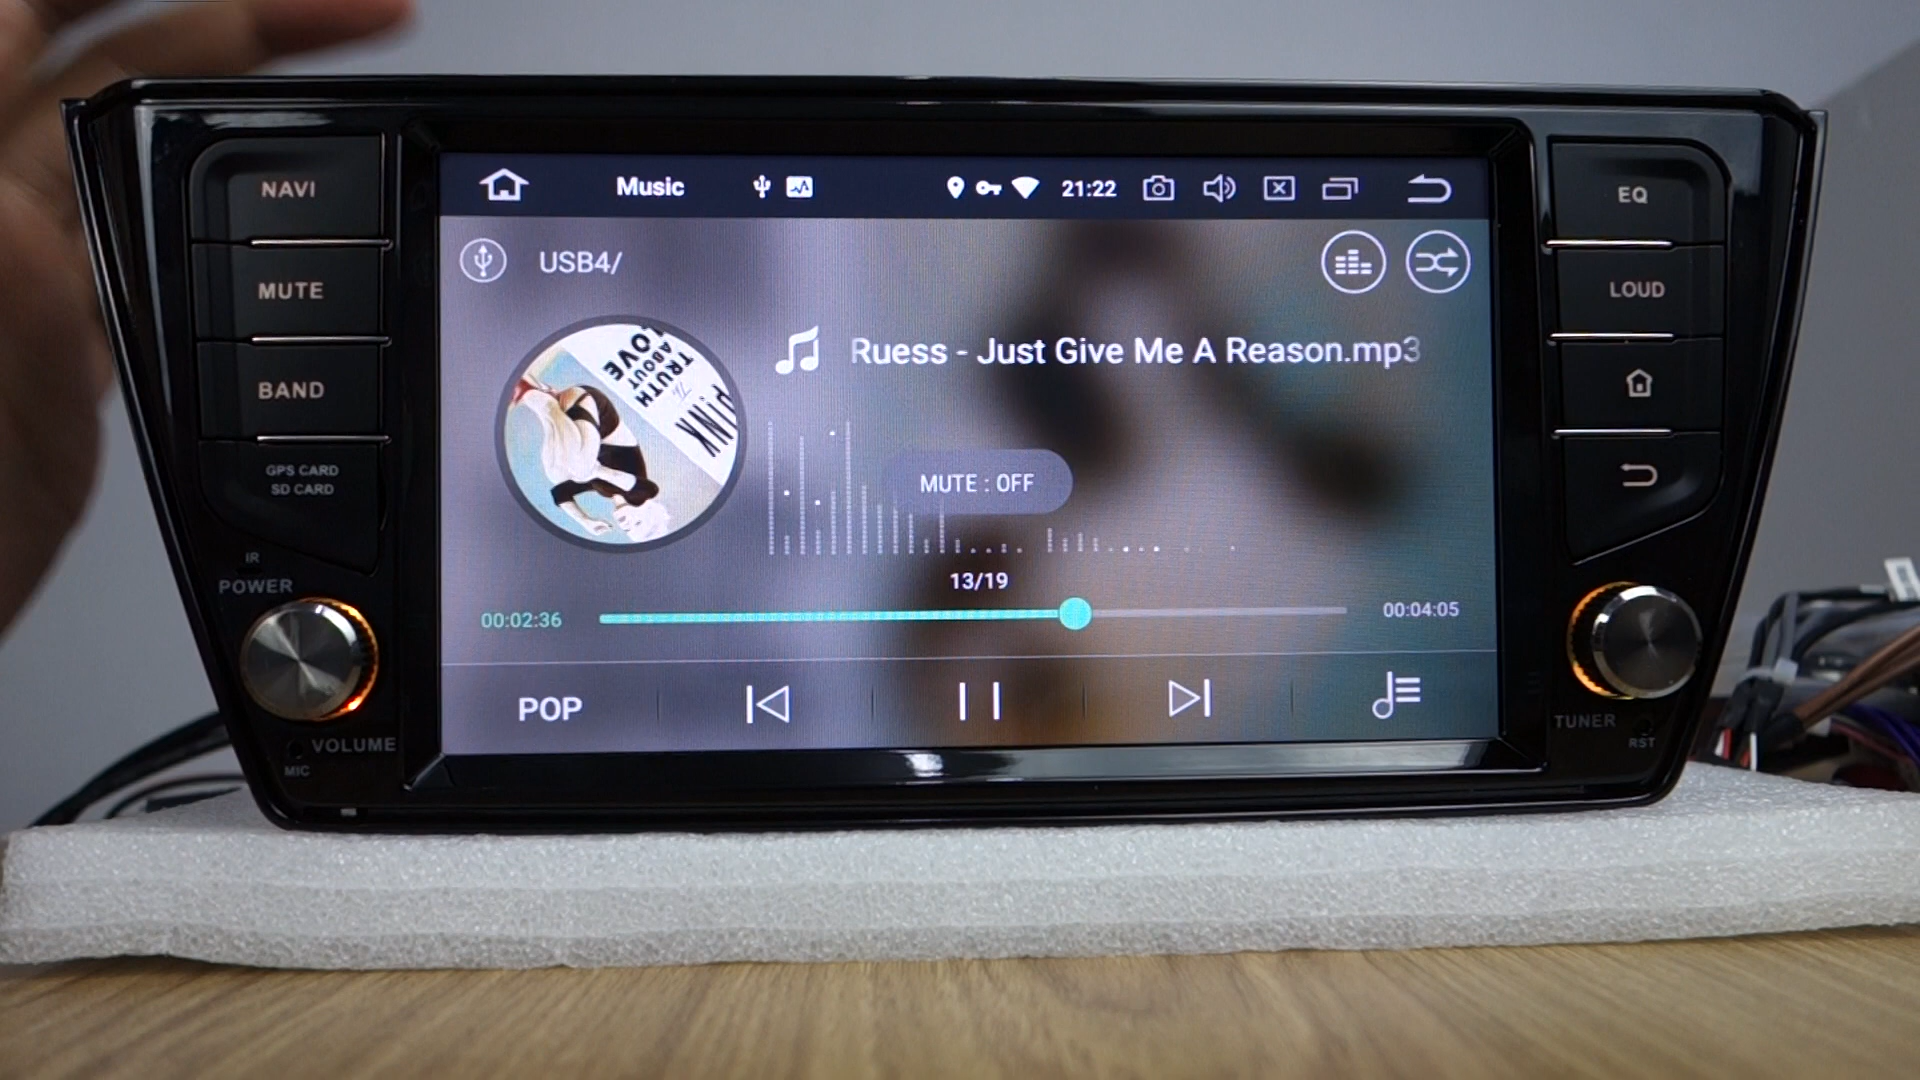 NAVI
MUTE
BAND
GPS CARD
SD CARD
IR
POWER
VOLUME
MIC
Music
21:22
USB4/
Ruess - Just Give Me A Reason.mp3
The
TRUTH
ABOUT
LOVE
P!NK
MUTE : OFF
13/19
00:02:36
00:04:05
POP
EQ
LOUD
TUNER
RST